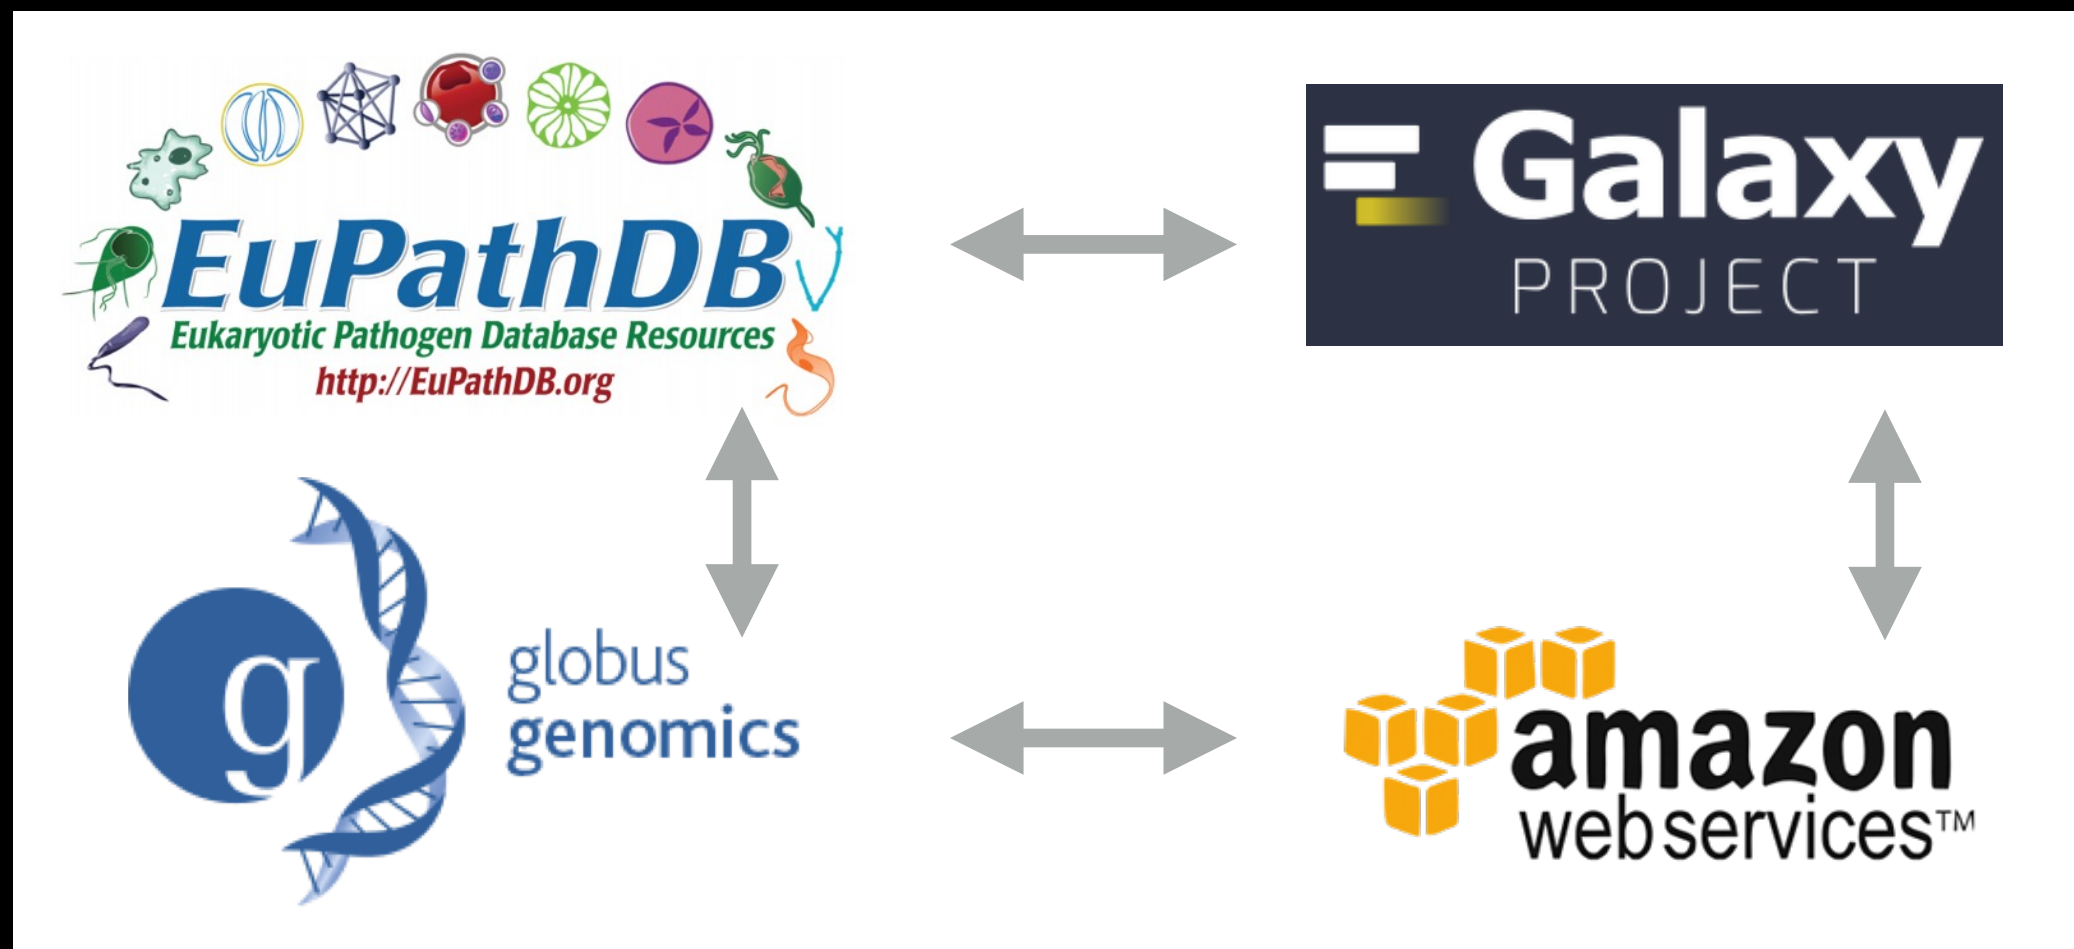 EuPathDB
Eukaryotic Pathogen Database Resources
http://EuPathDB.org
Galaxy
PROJECT
g
globus
genomics
amazon
webservices™